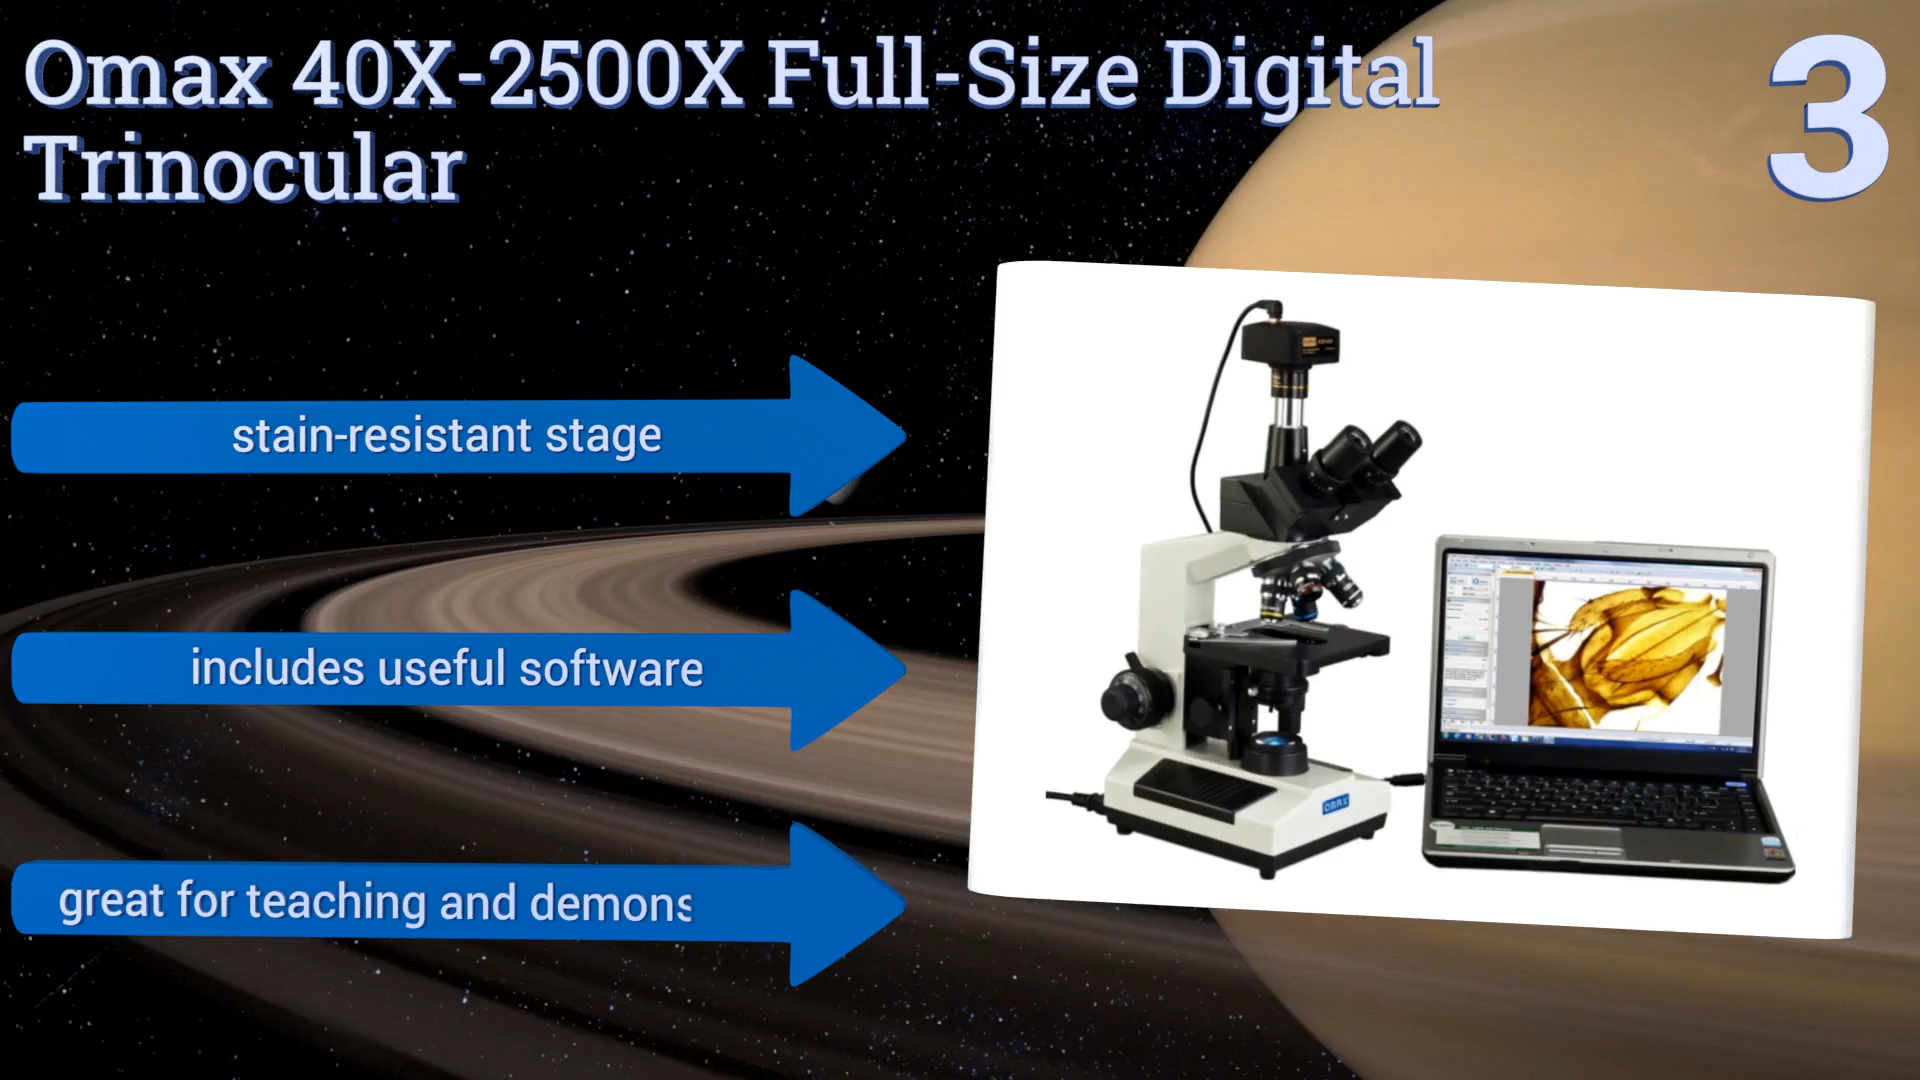 Omax 40X-2500X Full-Size Digital
Trinocular
3
stain-resistant stage
includes useful software
great for teaching and demons
OMAX